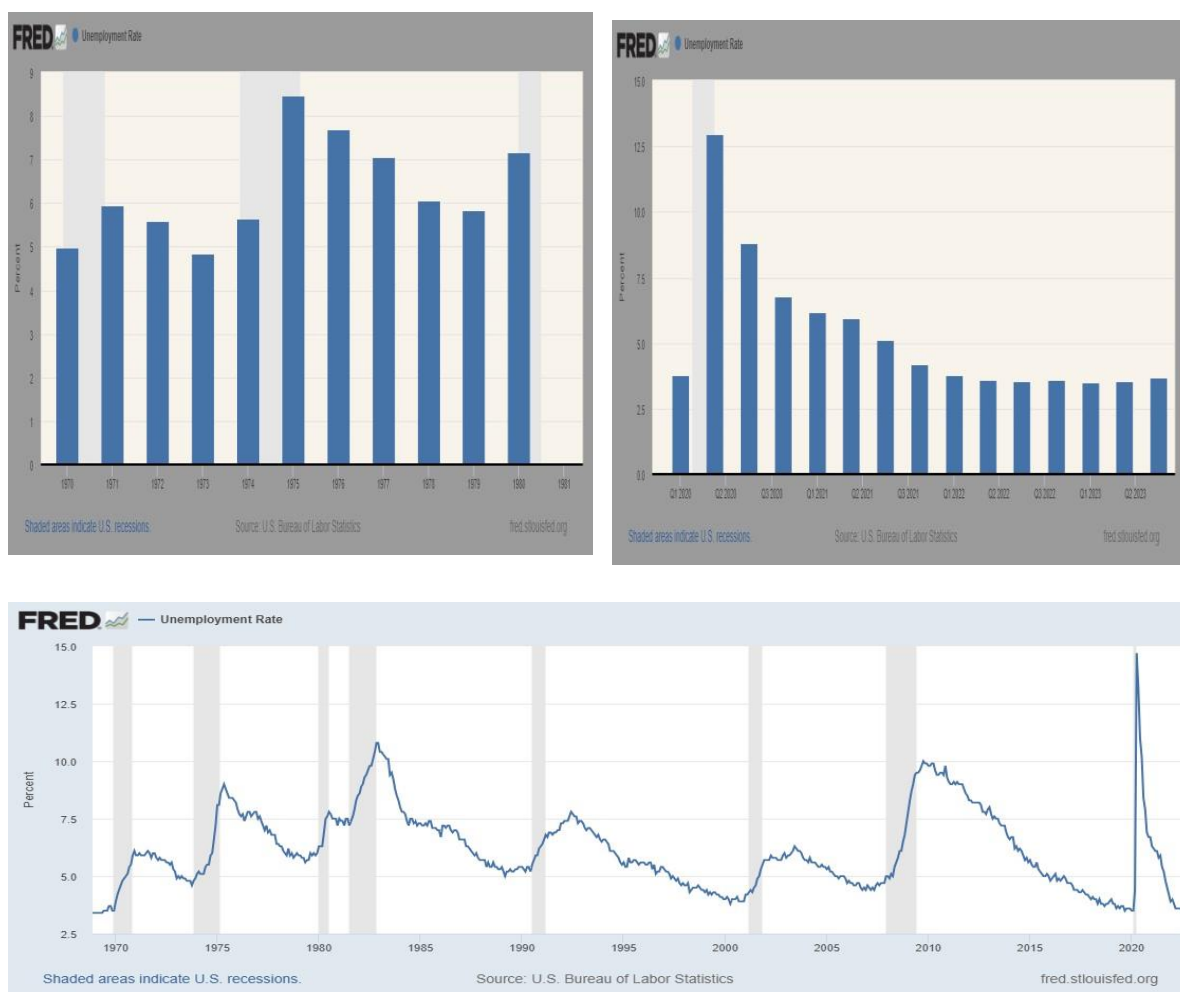 FRED Unemployment Rate
9
8
7
6
5
4
3
2
1
0
Percent
1970 1971 1972 1973 1974 1975 1976 1977 1978 1979 1980 1981
Shaded areas indicate U.S. recessions. Source: U.S. Bureau of Labor Statistics fred.stlouisfed.org
FRED Unemployment Rate
15.0
12.5
10.0
7.5
5.0
2.5
0.0
Percent
Q1 2020 Q2 2020 Q3 2020 Q1 2021 Q2 2021 Q3 2021 Q1 2022 Q2 2022 Q3 2022 Q1 2023 Q2 2023
Shaded areas indicate U.S. recessions. Source: U.S. Bureau of Labor Statistics fred.stlouisfed.org
FRED Unemployment Rate
15.0
12.5
10.0
7.5
5.0
2.5
Percent
1970 1975 1980 1985 1990 1995 2000 2005 2010 2015 2020
Shaded areas indicate U.S. recessions. Source: U.S. Bureau of Labor Statistics fred.stlouisfed.org